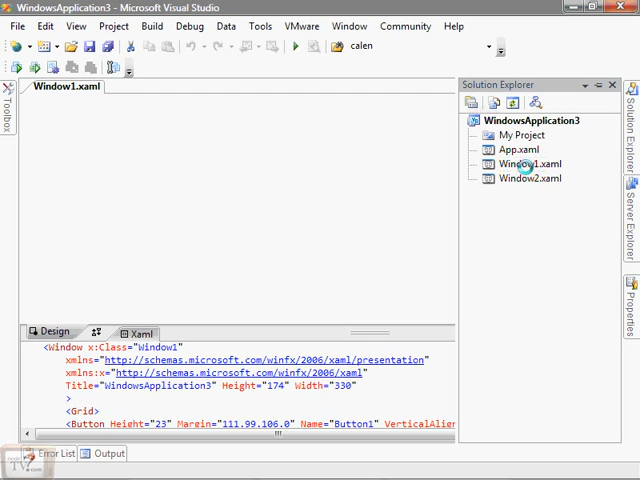 WindowsApplication3 - Microsoft Visual Studio
File Edit View Project Build Debug Data Tools VMware Window Community Help
calen
Toolbox
Window1.xaml
Solution Explorer
WindowsApplication3
My Project
App.xaml
Window1.xaml
Window2.xaml
Solution Explorer
Server Explorer
Properties
Design
Xaml
<Window x:Class="Window1"
xmlns="http://schemas.microsoft.com/winfx/2006/xaml/presentation"
xmlns:x="http://schemas.microsoft.com/winfx/2006/xaml"
Title="WindowsApplication3" Height="174" Width="330"
>
<Grid>
<Button Height="23" Margin="111.99.106.0" Name="Button1" VerticalAlign
Error List
Output